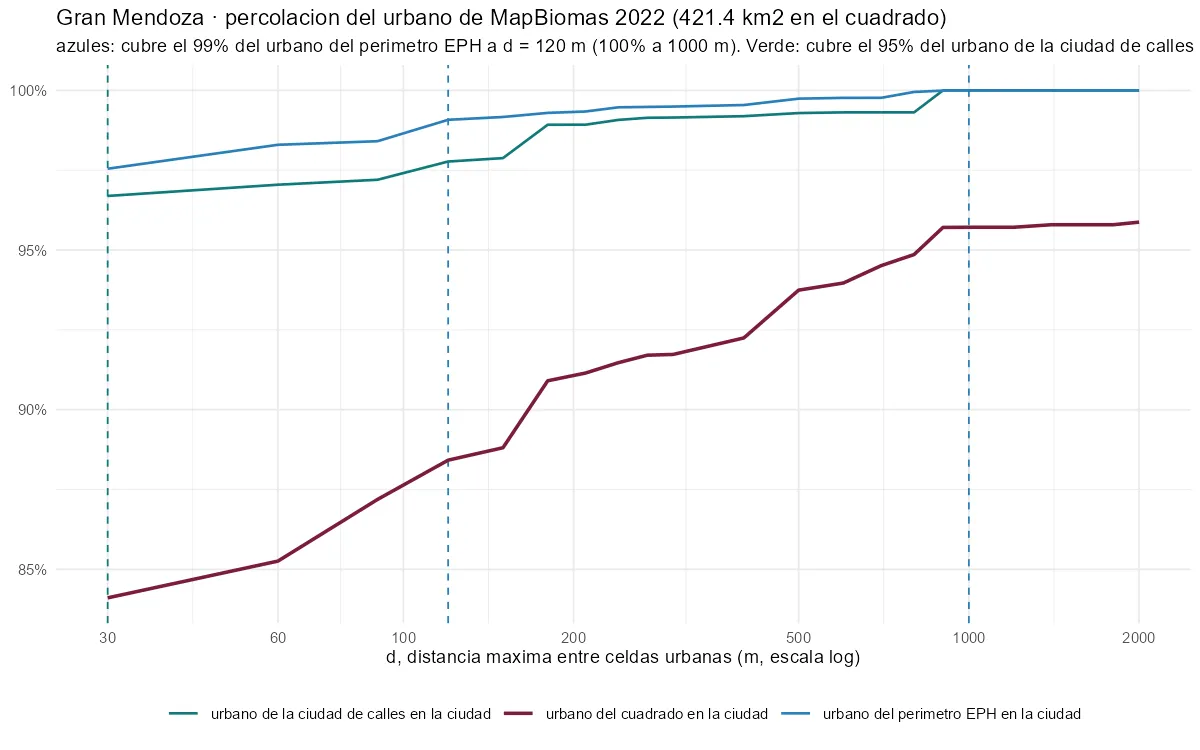 Gran Mendoza · percolacion del urbano de MapBiomas 2022 (421.4 km2 en el cuadrado)
azules: cubre el 99% del urbano del perimetro EPH a d = 120 m (100% a 1000 m). Verde: cubre el 95% del urbano de la ciudad de calles
100%
95%
90%
85%
30 60 100 200 500 1000 2000
d, distancia maxima entre celdas urbanas (m, escala log)
urbano de la ciudad de calles en la ciudad urbano del cuadrado en la ciudad urbano del perimetro EPH en la ciudad